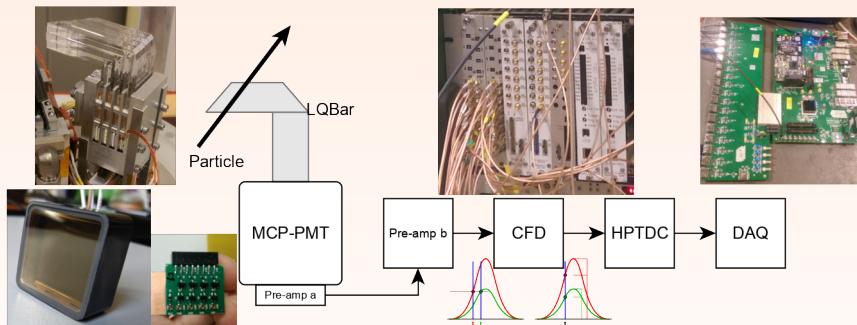 LQBar
Particle
MCP-PMT
Pre-amp a
Pre-amp b
CFD
HPTDC
DAQ